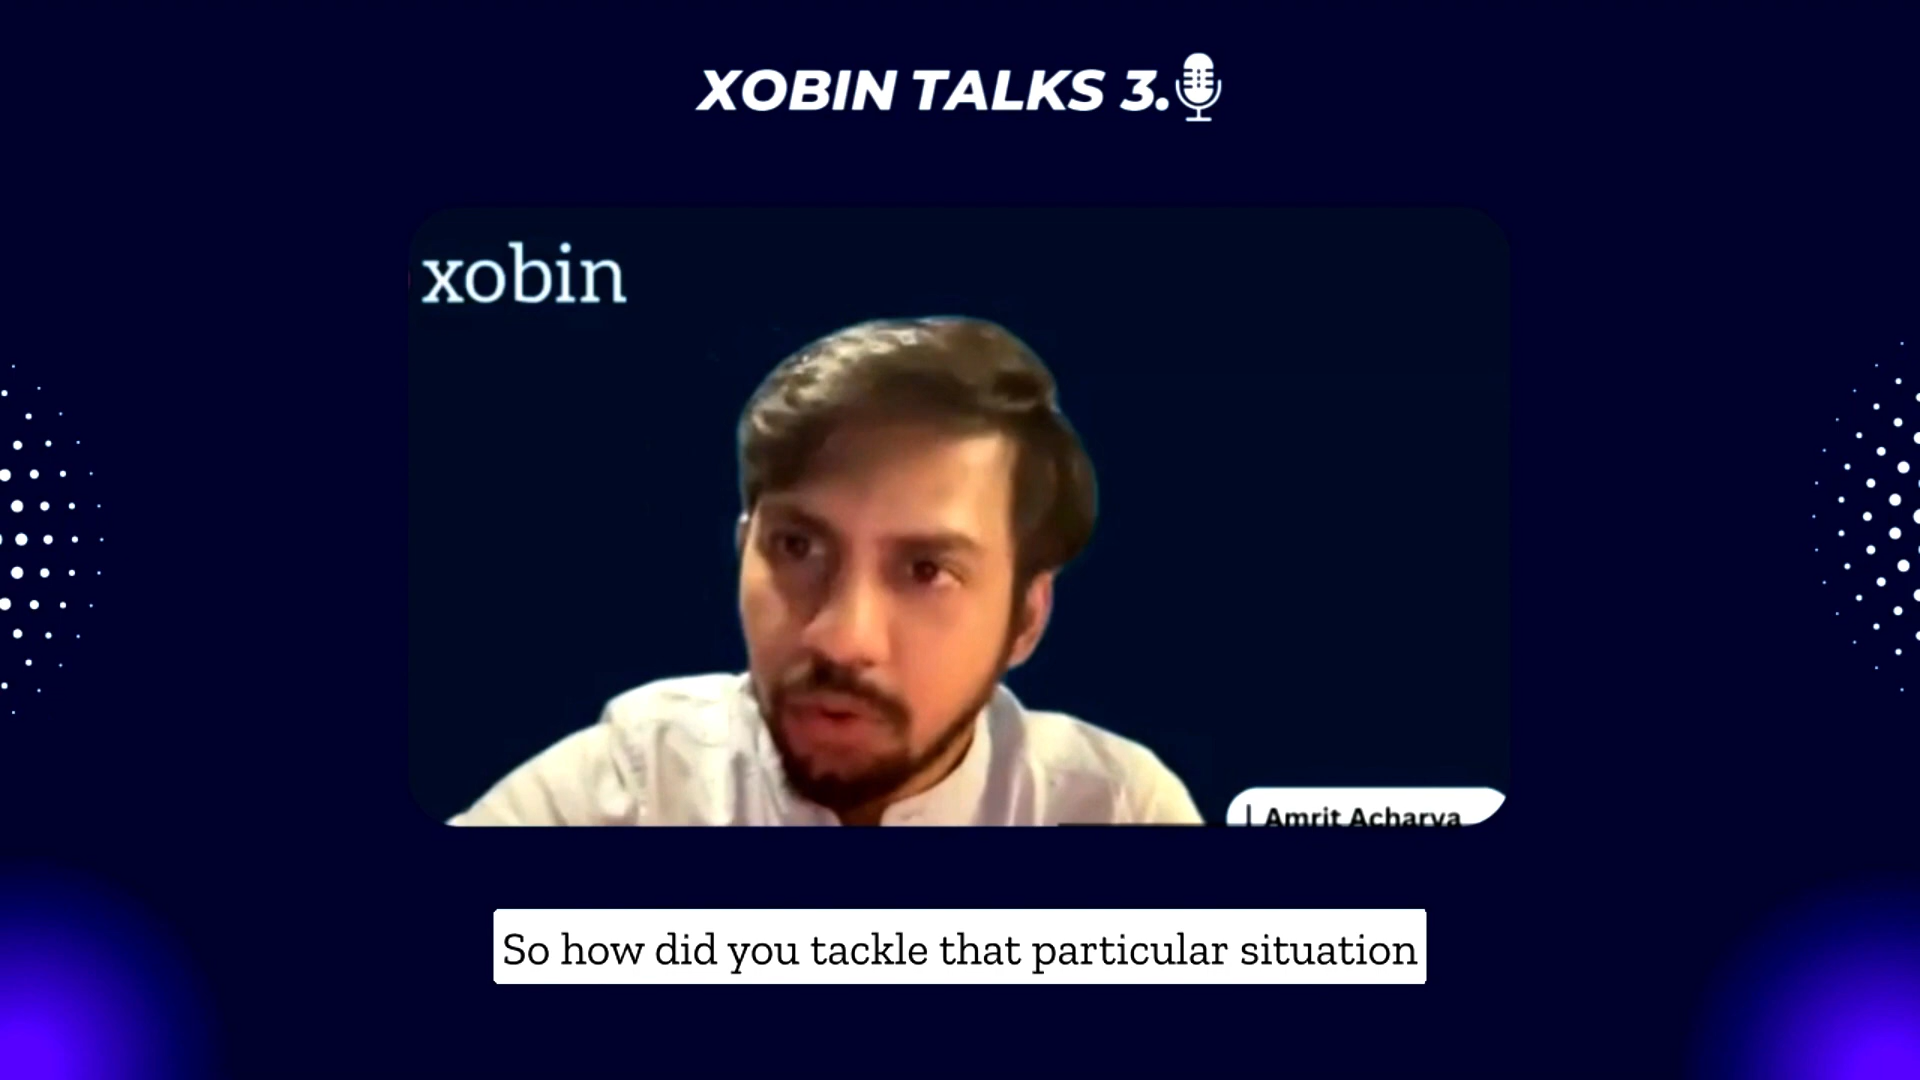 XOBIN TALKS 3.
xobin
| Amrit Acharya
So how did you tackle that particular situation